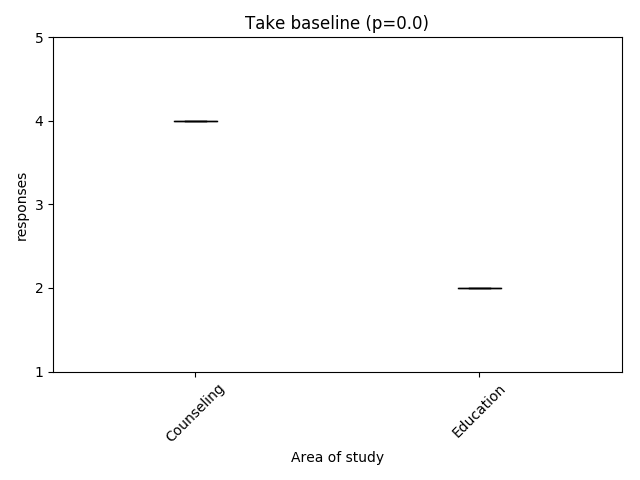 Take baseline (p=0.0)
5
4
3
2
1
responses
Counseling
Education
Area of study